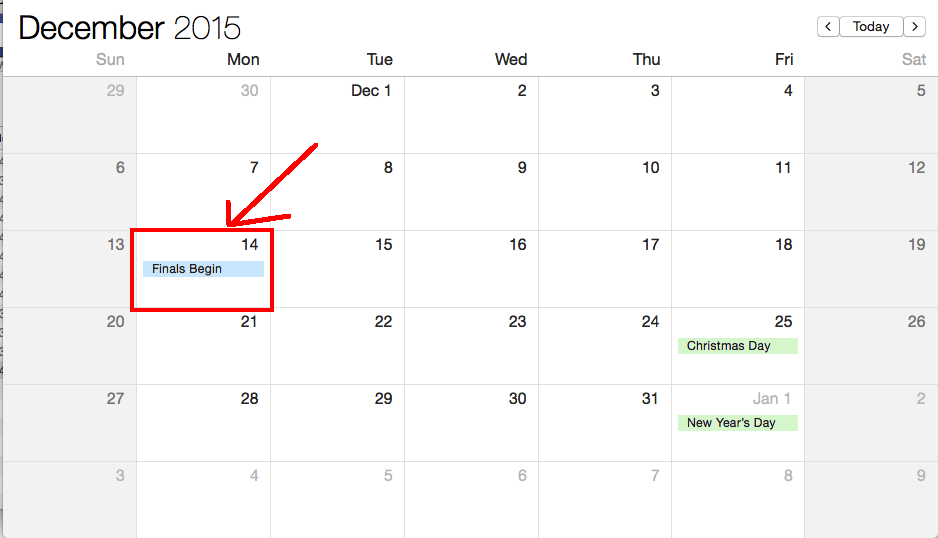 December 2015
< Today >
Sun Mon Tue Wed Thu Fri Sat
29 30 Dec 1 2 3 4 5
6 7 8 9 10 11 12
13 14 15 16 17 18 19
Finals Begin
20 21 22 23 24 25 26
Christmas Day
27 28 29 30 31 Jan 1 2
New Year's Day
3 4 5 6 7 8 9